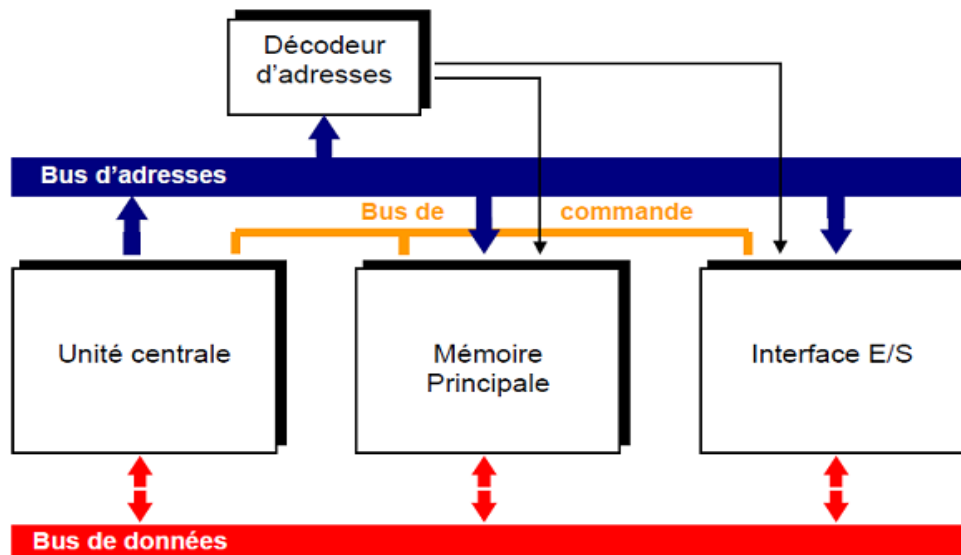 Décodeur
d'adresses
Bus d'adresses
Bus de commande
Unité centrale
Mémoire
Principale
Interface E/S
Bus de données